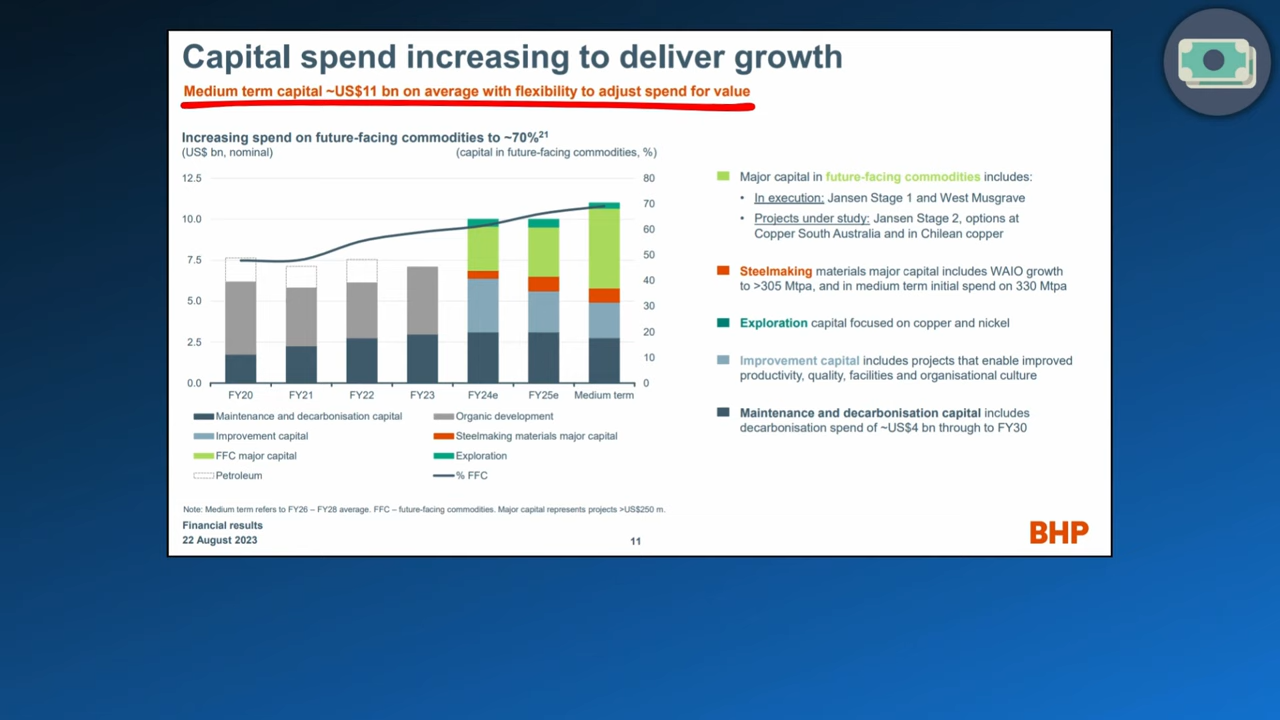 Capital spend increasing to deliver growth
Medium term capital ~US$11 bn on average with flexibility to adjust spend for value
Increasing spend on future-facing commodities to ~70%²¹
(US$ bn, nominal)
(capital in future-facing commodities, %)
12.5
10.0
7.5
5.0
2.5
0.0
80
70
60
50
40
30
20
10
0
FY20
FY21
FY22
FY23
FY24e
FY25e
Medium term
Maintenance and decarbonisation capital
Organic development
Improvement capital
Steelmaking materials major capital
FFC major capital
Exploration
Petroleum
% FFC
Major capital in future-facing commodities includes:
• In execution: Jansen Stage 1 and West Musgrave
• Projects under study: Jansen Stage 2, options at
Copper South Australia and in Chilean copper
Steelmaking materials major capital includes WAIO growth
to >305 Mtpa, and in medium term initial spend on 330 Mtpa
Exploration capital focused on copper and nickel
Improvement capital includes projects that enable improved
productivity, quality, facilities and organisational culture
Maintenance and decarbonisation capital includes
decarbonisation spend of ~US$4 bn through to FY30
Note: Medium term refers to FY26 – FY28 average. FFC – future-facing commodities. Major capital represents projects >US$250 m.
Financial results
22 August 2023
11
BHP